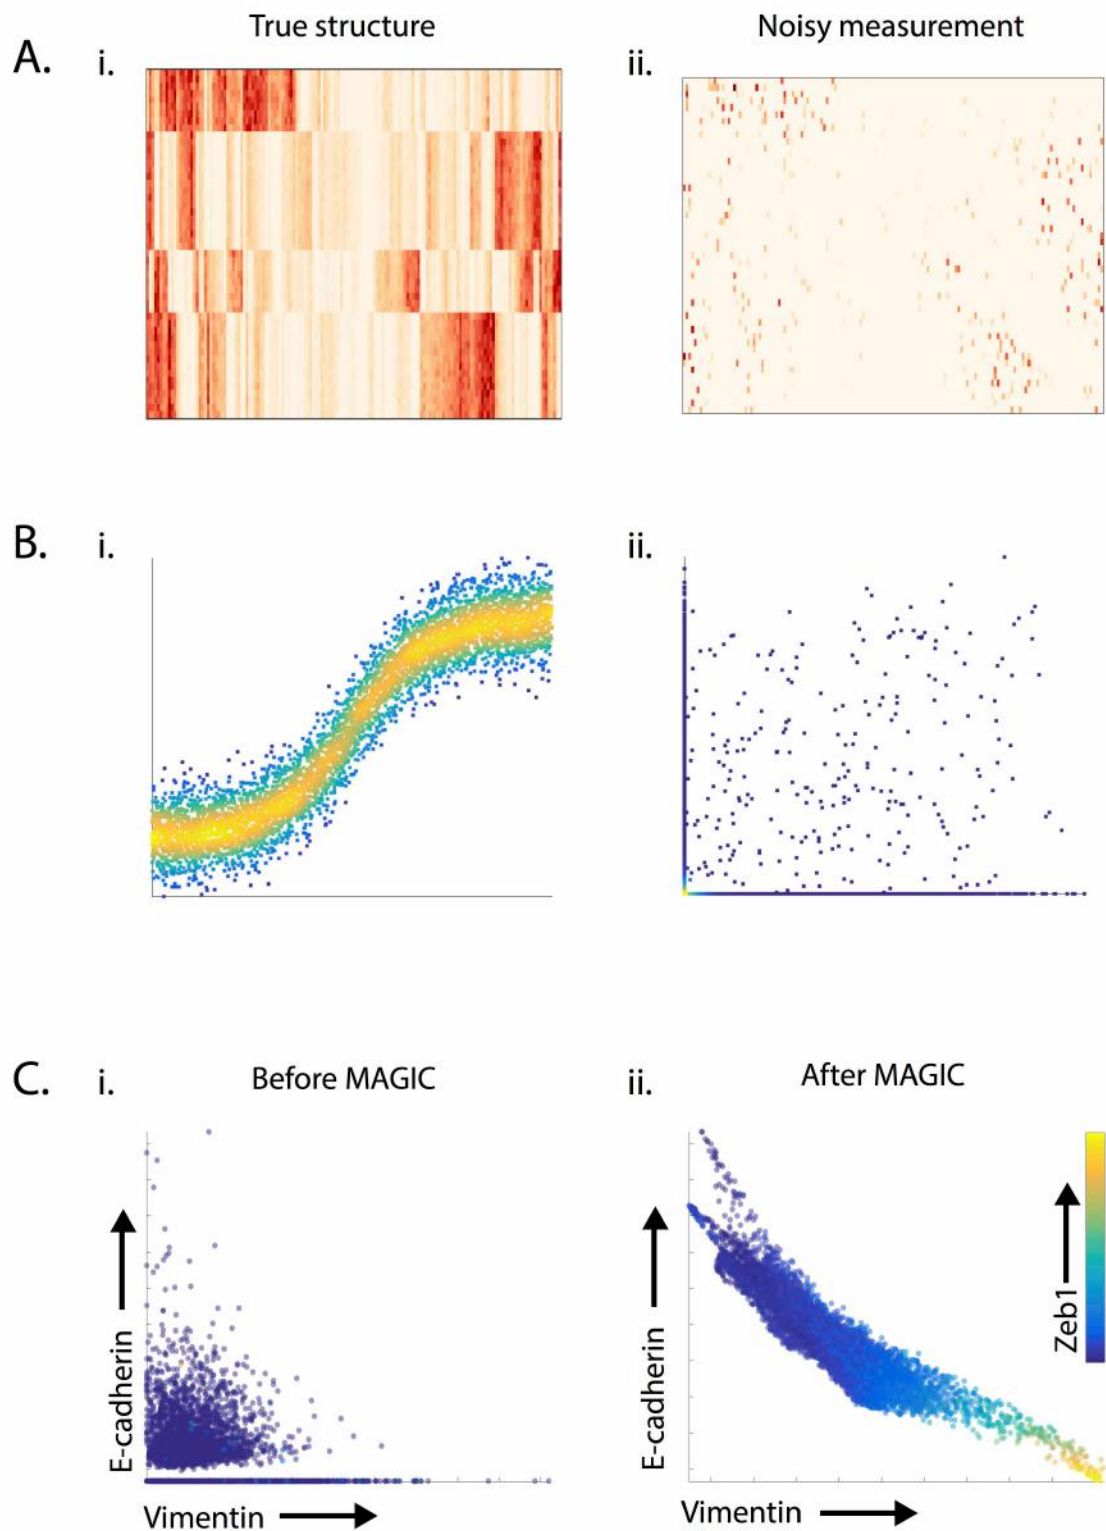 True structure
Noisy measurement
A.
i.
ii.
B.
i.
ii.
C.
i.
Before MAGIC
ii.
After MAGIC
E-cadherin
Vimentin
E-cadherin
Vimentin
Zeb1